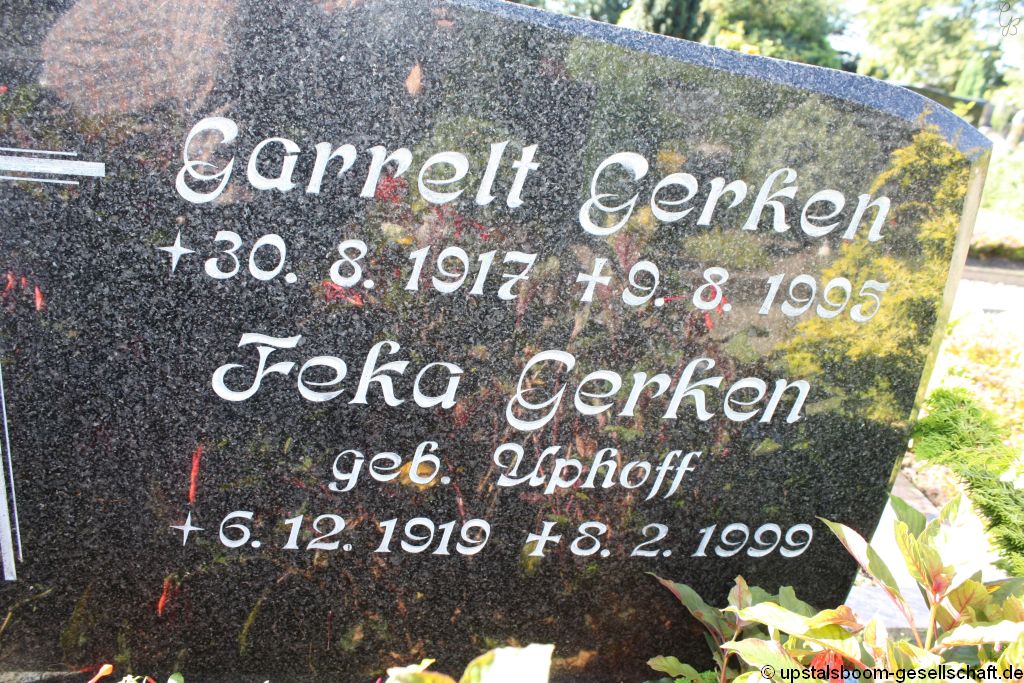 Garrelt Gerken
30. 8. 1917 ✝9. 8. 1995
Feka Gerken
geb. Uphoff
6. 12. 1919 ✝8. 2. 1999
© upstalsboom-gesellschaft.de
GB